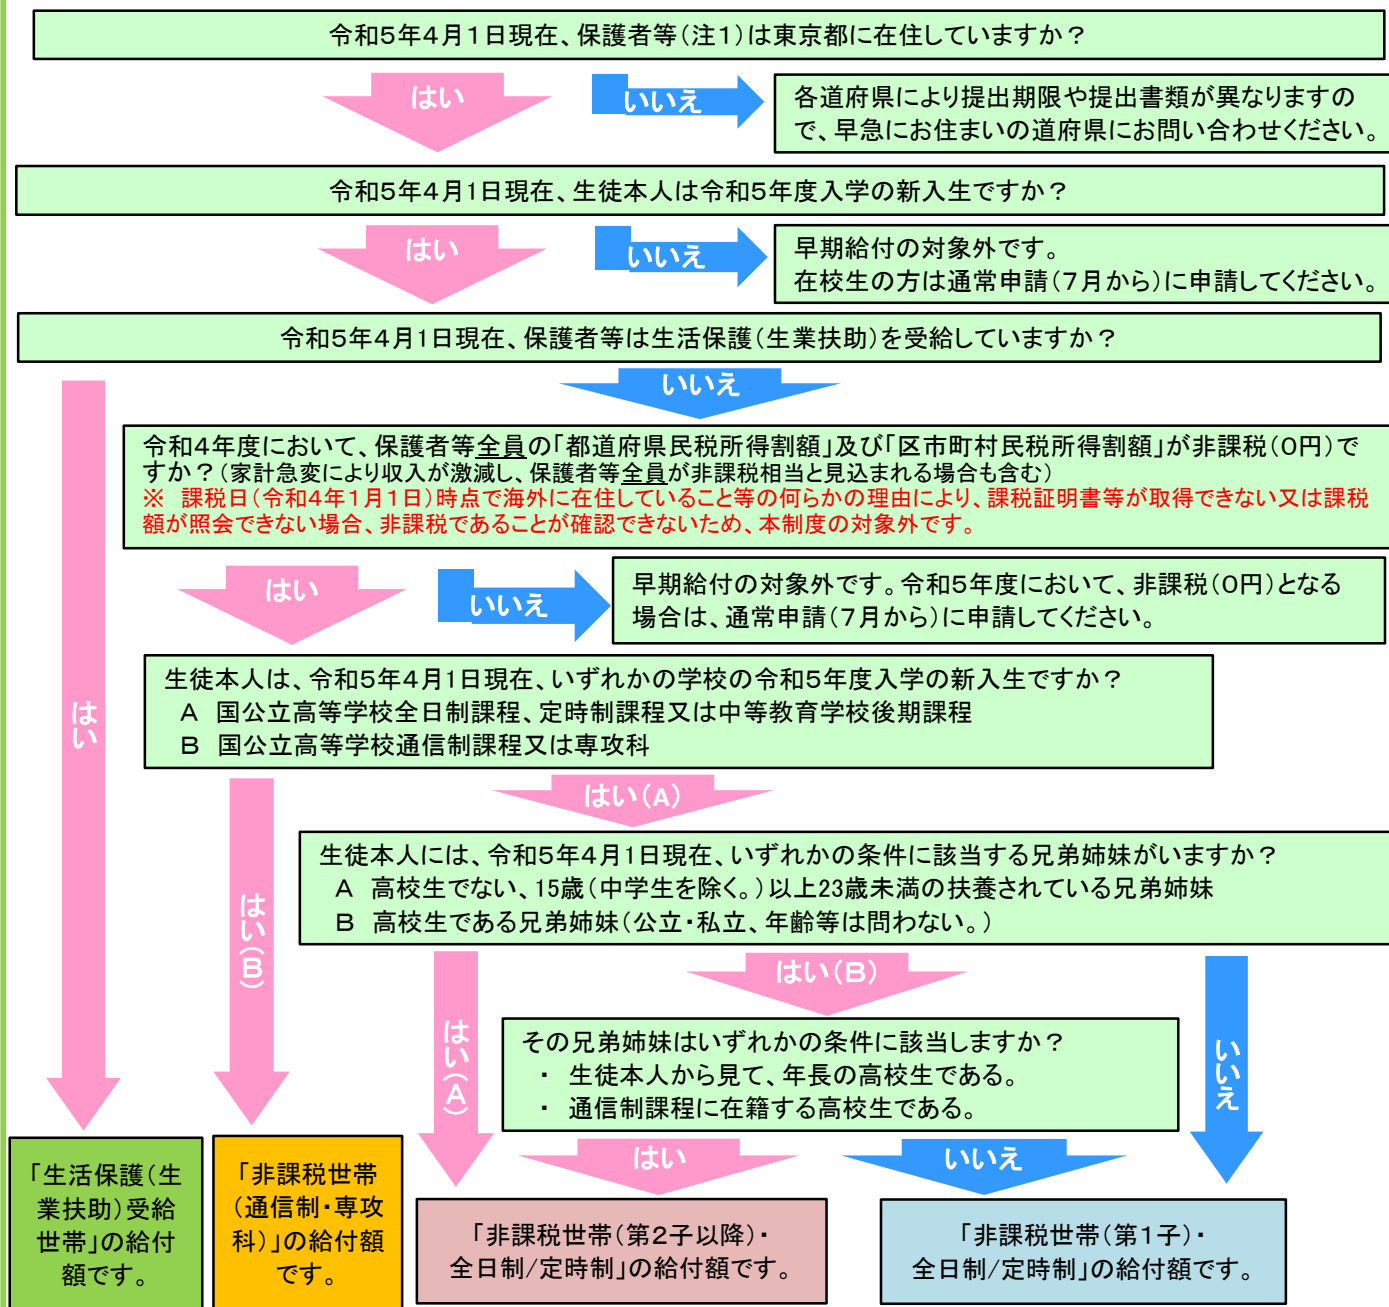 令和5年4月1日現在、保護者等(注1)は東京都に在住していますか？
はい
いいえ
各道府県により提出期限や提出書類が異なりますの
で、早急にお住まいの道府県にお問い合わせください。
令和5年4月1日現在、生徒本人は令和5年度入学の新入生ですか？
はい
いいえ
早期給付の対象外です。
在校生の方は通常申請(7月から)に申請してください。
令和5年4月1日現在、保護者等は生活保護(生業扶助)を受給していますか？
いいえ
令和4年度において、保護者等全員の「都道府県民税所得割額」及び「区市町村民税所得割額」が非課税(0円)で
すか？(家計急変により収入が激減し、保護者等全員が非課税相当と見込まれる場合も含む)
※　課税日(令和4年1月1日)時点で海外に在住していること等の何らかの理由により、課税証明書等が取得できない又は課税
額が照会できない場合、非課税であることが確認できないため、本制度の対象外です。
はい
いいえ
早期給付の対象外です。令和5年度において、非課税(0円)となる
場合は、通常申請(7月から)に申請してください。
はい
生徒本人は、令和5年4月1日現在、いずれかの学校の令和5年度入学の新入生ですか？
A　国公立高等学校全日制課程、定時制課程又は中等教育学校後期課程
B　国公立高等学校通信制課程又は専攻科
はい(A)
はい(B)
生徒本人には、令和5年4月1日現在、いずれかの条件に該当する兄弟姉妹がいますか？
A　高校生でない、15歳(中学生を除く。)以上23歳未満の扶養されている兄弟姉妹
B　高校生である兄弟姉妹(公立・私立、年齢等は問わない。)
はい(B)
はい(A)
いいえ
その兄弟姉妹はいずれかの条件に該当しますか？
・　生徒本人から見て、年長の高校生である。
・　通信制課程に在籍する高校生である。
はい
いいえ
「生活保護(生
業扶助)受給
世帯」の給付
額です。
「非課税世帯
(通信制・専攻
科)」の給付額
です。
「非課税世帯(第2子以降)・
全日制/定時制」の給付額です。
「非課税世帯(第1子)・
全日制/定時制」の給付額です。